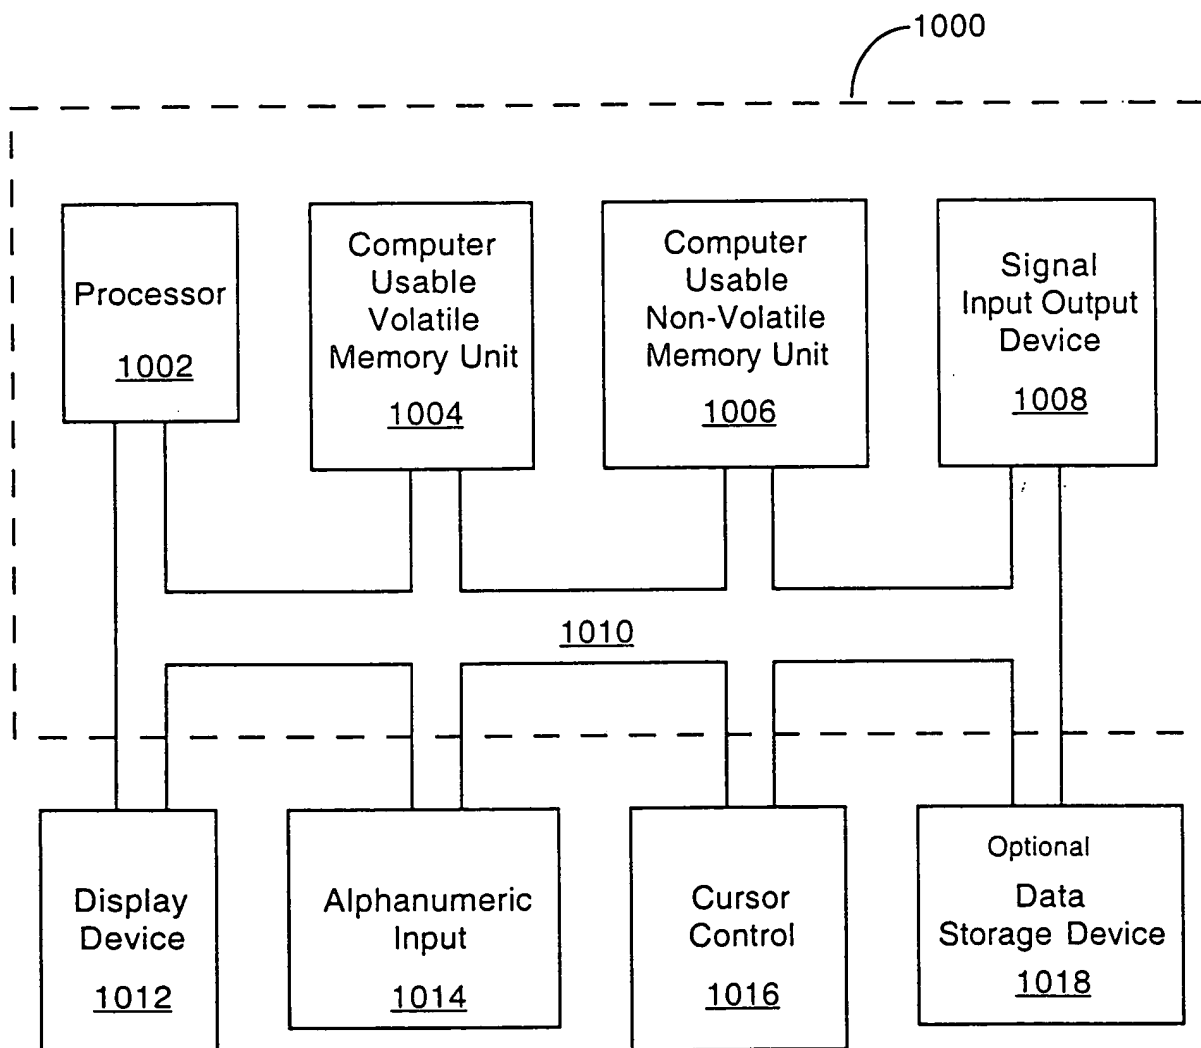 1000
Processor
1002
Computer
Usable
Volatile
Memory Unit
1004
Computer
Usable
Non-Volatile
Memory Unit
1006
Signal
Input Output
Device
1008
1010
Display
Device
1012
Alphanumeric
Input
1014
Cursor
Control
1016
Optional
Data
Storage Device
1018